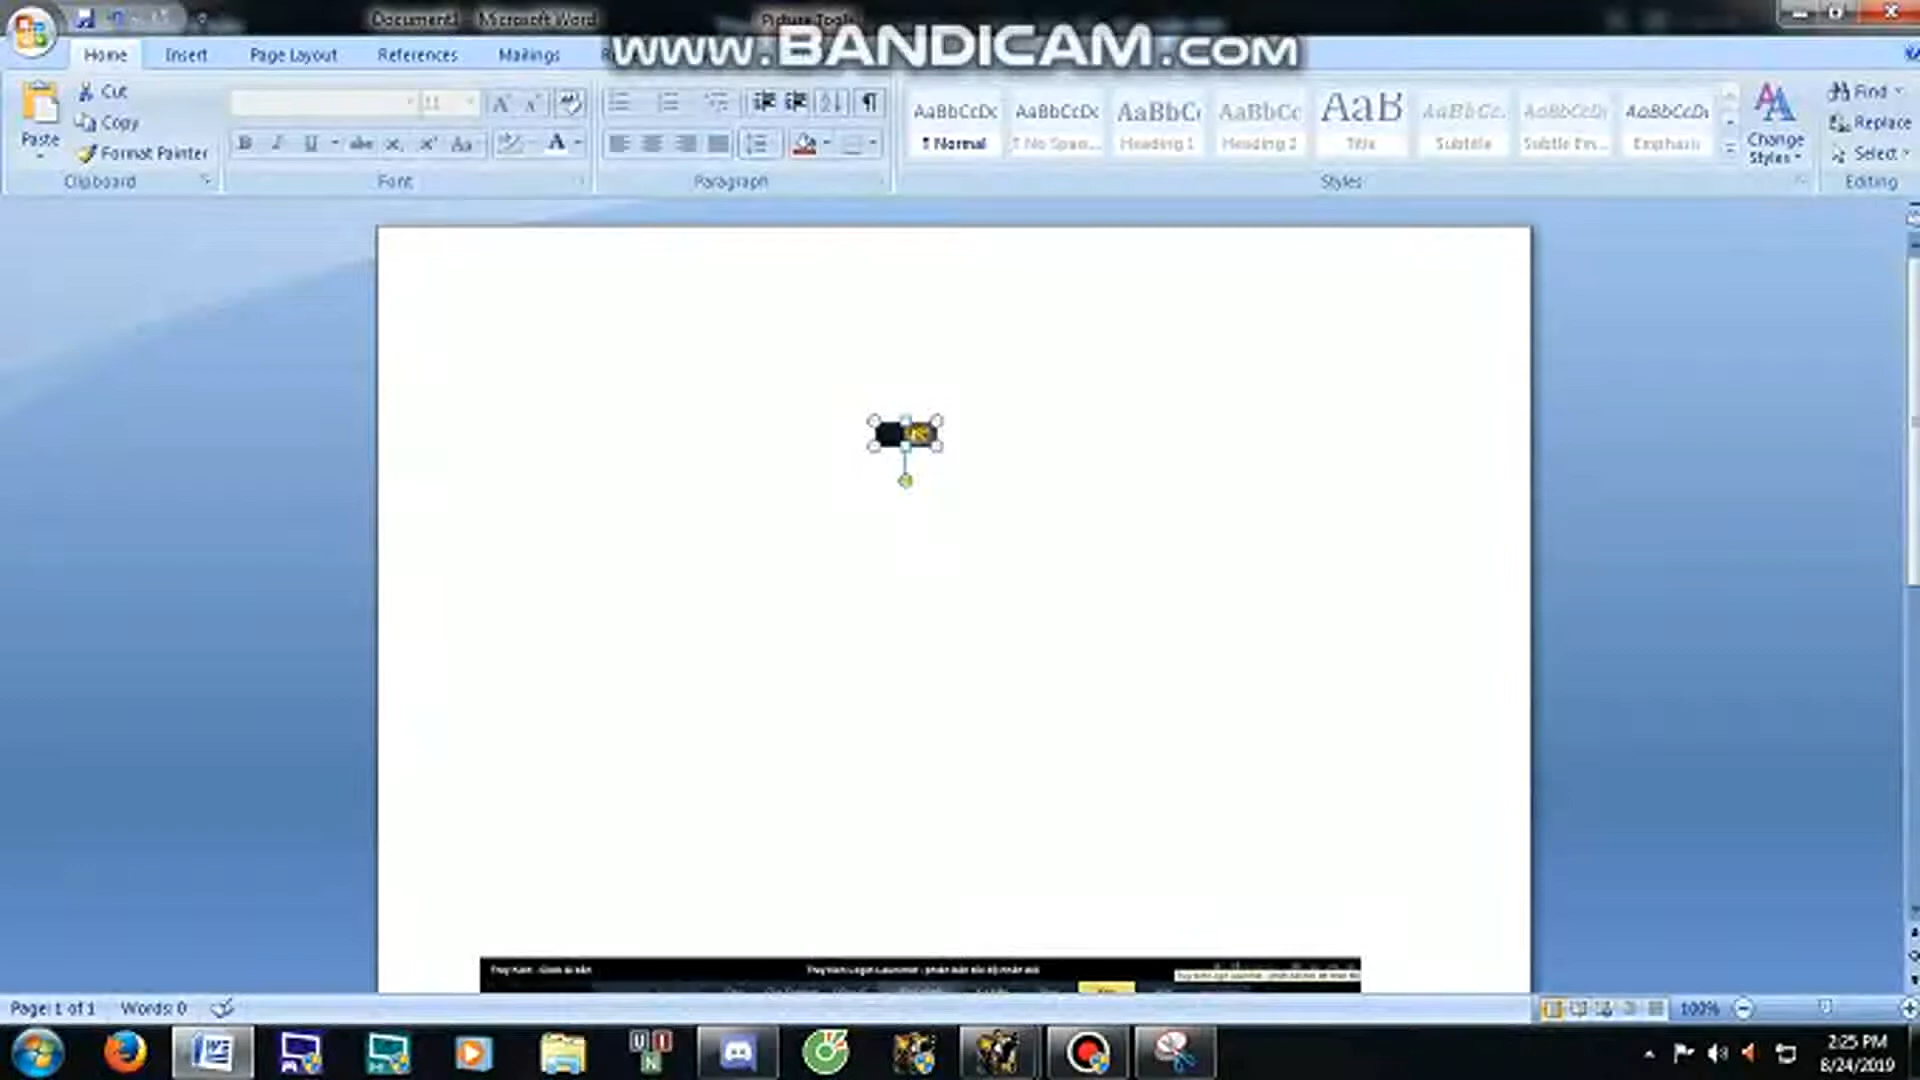 Document1 - Microsoft Word
Picture Tools
www.BANDICAM.com
Home Insert Page Layout References Mailings
Cut
Copy
Format Painter
Paste
Clipboard
11
Font
Paragraph
AaBbCcDc AaBbCcDc AaBbC AaBbCc AaB AaBbCc. AaBbCcDi AaBbCcDi
¶ Normal ¶ No Spaci... Heading 1 Heading 2 Title Subtitle Subtle Em... Emphasis
Change Styles
Styles
Find
Replace
Select
Editing
Page: 1 of 1 Words: 0
100%
2:25 PM
8/24/2019